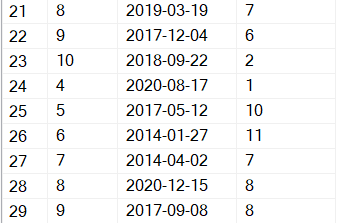 21 8 2019-03-19 7
22 9 2017-12-04 6
23 10 2018-09-22 2
24 4 2020-08-17 1
25 5 2017-05-12 10
26 6 2014-01-27 11
27 7 2014-04-02 7
28 8 2020-12-15 8
29 9 2017-09-08 8